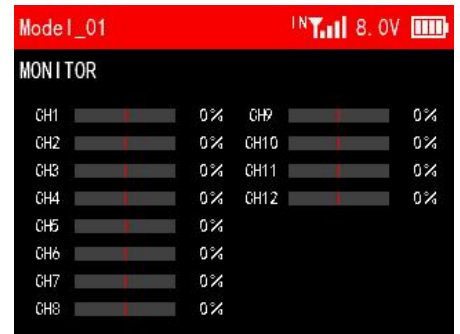 Model_01 IN 8.0V
MONITOR
CH1 0% CH9 0%
CH2 0% CH10 0%
CH3 0% CH11 0%
CH4 0% CH12 0%
CH5 0%
CH6 0%
CH7 0%
CH8 0%